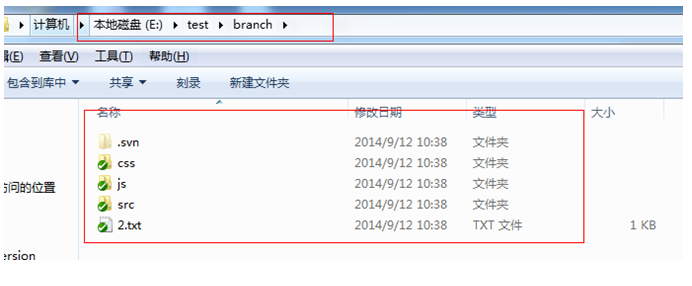 计算机 本地磁盘 (E:) test branch
辑(E) 查看(V) 工具(T) 帮助(H)
包含到库中 共享 刻录 新建文件夹
名称 修改日期 类型 大小
.svn 2014/9/12 10:38 文件夹
css 2014/9/12 10:38 文件夹
js 2014/9/12 10:38 文件夹
访问的位置
src 2014/9/12 10:38 文件夹
2.txt 2014/9/12 10:38 TXT 文件 1 KB
ersion